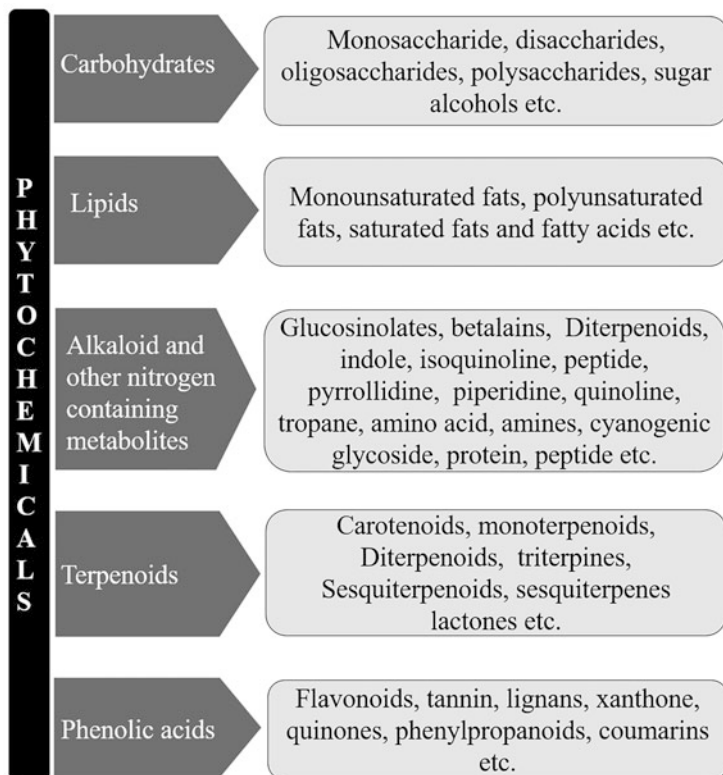 PHYTOCHEMICALS
Carbohydrates
Monosaccharide, disaccharides,
oligosaccharides, polysaccharides, sugar
alcohols etc.
Lipids
Monounsaturated fats, polyunsaturated
fats, saturated fats and fatty acids etc.
Alkaloid and
other nitrogen
containing
metabolites
Glucosinolates, betalains, Diterpenoids,
indole, isoquinoline, peptide,
pyrrollidine, piperidine, quinoline,
tropane, amino acid, amines, cyanogenic
glycoside, protein, peptide etc.
Terpenoids
Carotenoids, monoterpenoids,
Diterpenoids, triterpines,
Sesquiterpenoids, sesquiterpenes
lactones etc.
Phenolic acids
Flavonoids, tannin, lignans, xanthone,
quinones, phenylpropanoids, coumarins
etc.